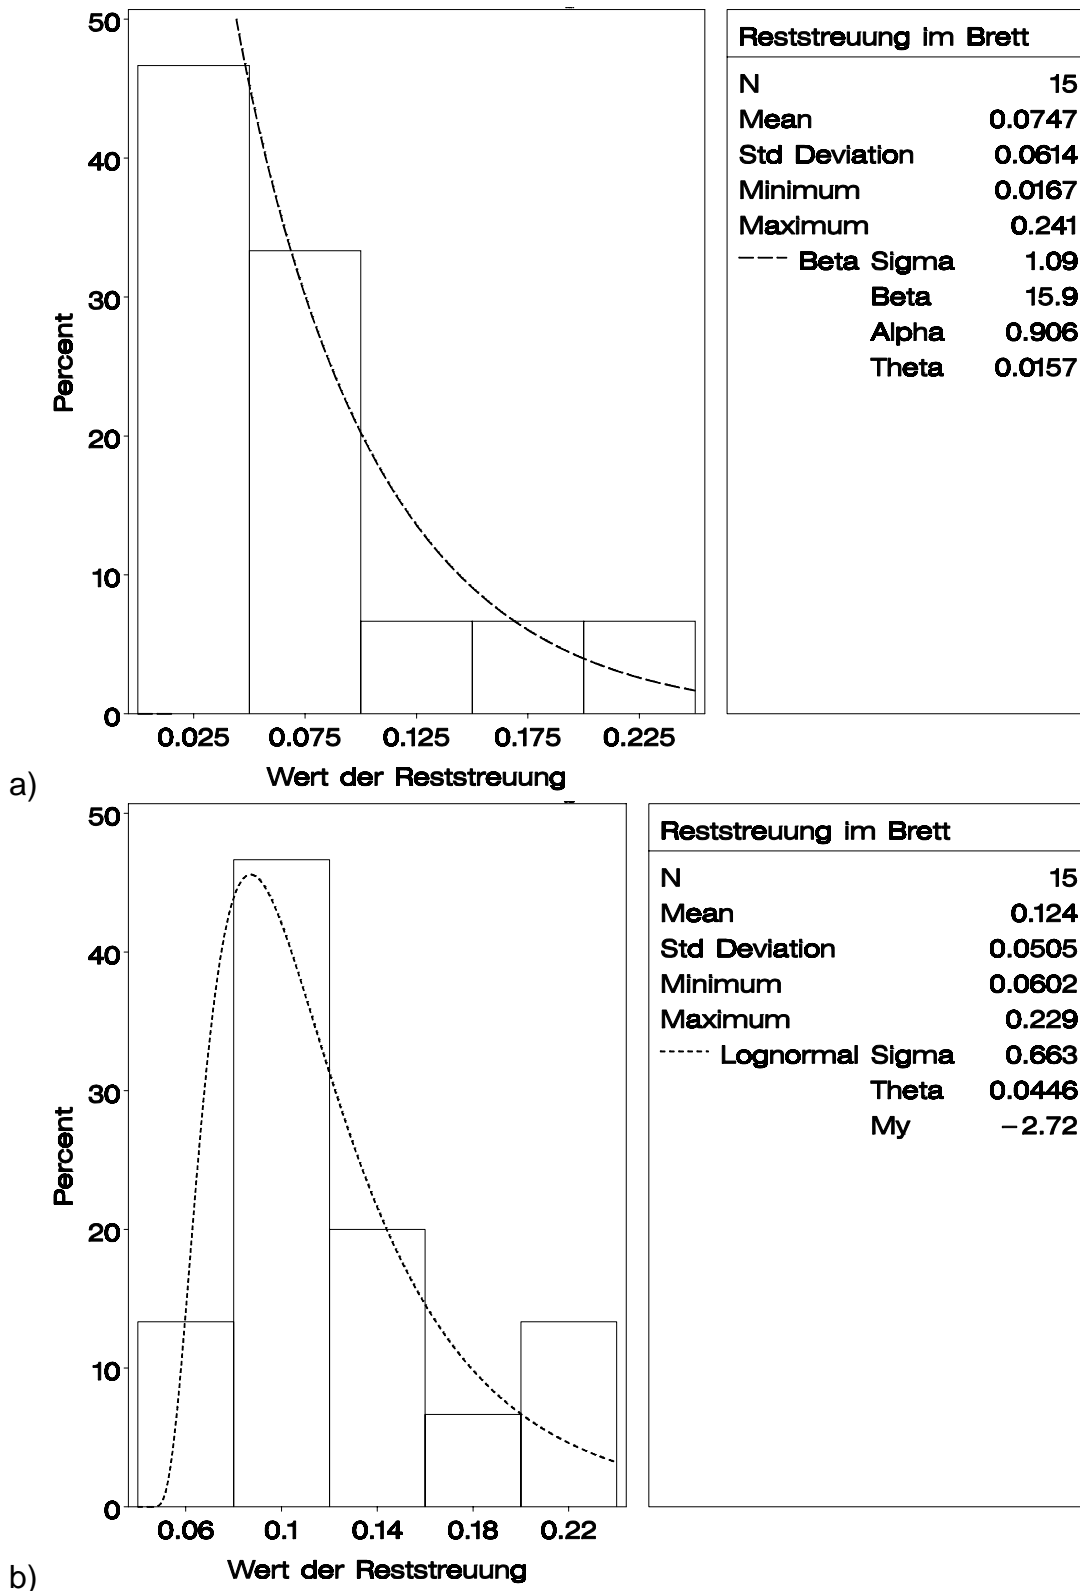 50
40
30
20
10
0
Percent
0.025 0.075 0.125 0.175 0.225
Wert der Reststreuung
a)
Reststreuung im Brett
N 15
Mean 0.0747
Std Deviation 0.0614
Minimum 0.0167
Maximum 0.241
Beta Sigma 1.09
Beta 15.9
Alpha 0.906
Theta 0.0157
50
40
30
20
10
0
Percent
0.06 0.1 0.14 0.18 0.22
Wert der Reststreuung
b)
Reststreuung im Brett
N 15
Mean 0.124
Std Deviation 0.0505
Minimum 0.0602
Maximum 0.229
Lognormal Sigma 0.663
Theta 0.0446
My −2.72